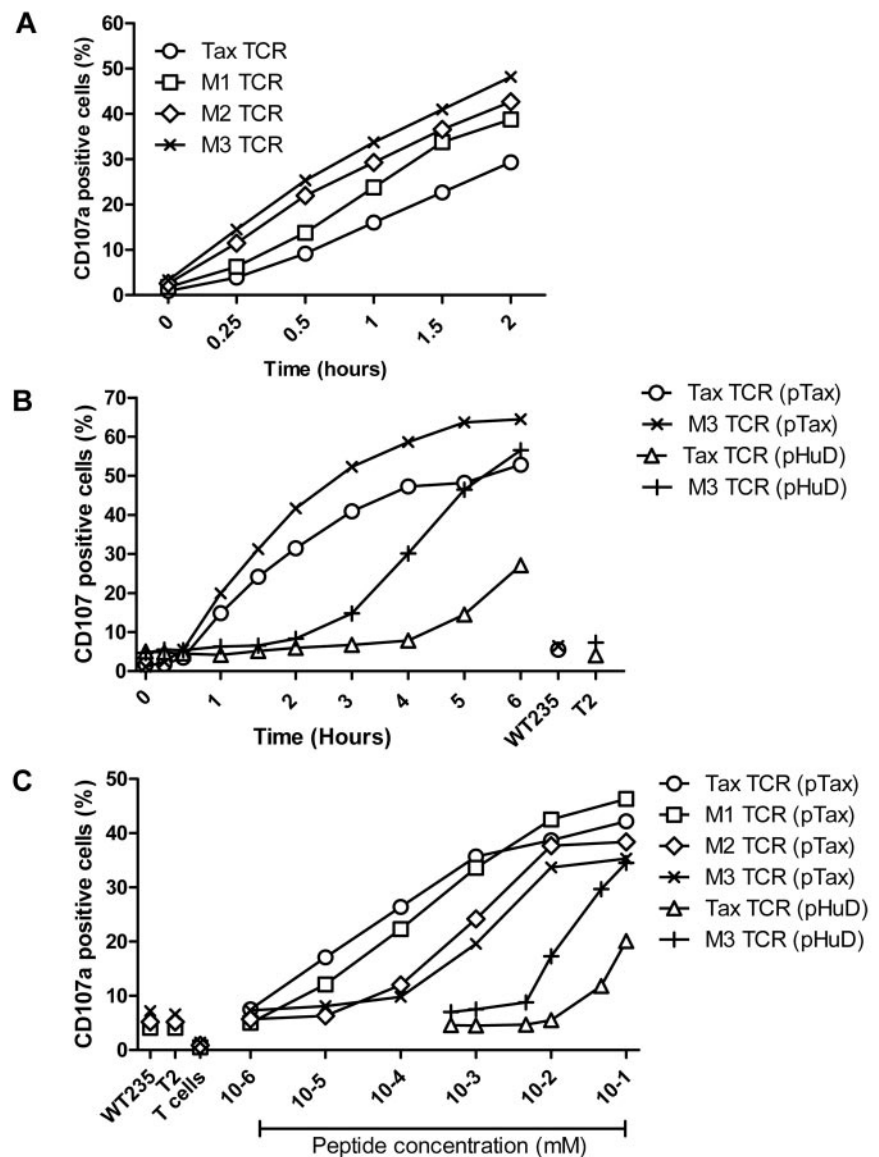 A
60
50
40
30
20
10
0
CD107a positive cells (%)
Tax TCR
M1 TCR
M2 TCR
M3 TCR
0 0.25 0.5 1 1.5 2
Time (hours)
B
70
60
50
40
30
20
10
0
CD107 positive cells (%)
Tax TCR (pTax)
M3 TCR (pTax)
Tax TCR (pHuD)
M3 TCR (pHuD)
0 1 2 3 4 5 6 WT235 T2
Time (Hours)
C
50
40
30
20
10
0
CD107a positive cells (%)
Tax TCR (pTax)
M1 TCR (pTax)
M2 TCR (pTax)
M3 TCR (pTax)
Tax TCR (pHuD)
M3 TCR (pHuD)
WT235 T2 T cells 10-6 10-5 10-4 10-3 10-2 10-1
Peptide concentration (mM)